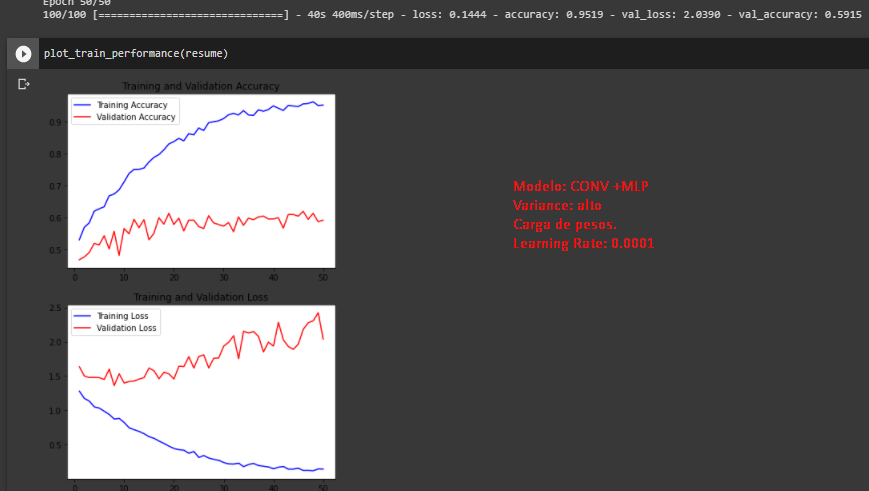 Epoch 50/50
100/100 [==============================] - 40s 400ms/step - loss: 0.1444 - accuracy: 0.9519 - val_loss: 2.0390 - val_accuracy: 0.5915
plot_train_performance(resume)
Training and Validation Accuracy
Training Accuracy
Validation Accuracy
0.9
0.8
0.7
0.6
0.5
0 10 20 30 40 50
Modelo: CONV +MLP
Variance: alto
Carga de pesos.
Learning Rate: 0.0001
Training and Validation Loss
Training Loss
Validation Loss
2.5
2.0
1.5
1.0
0.5
0 10 20 30 40 50